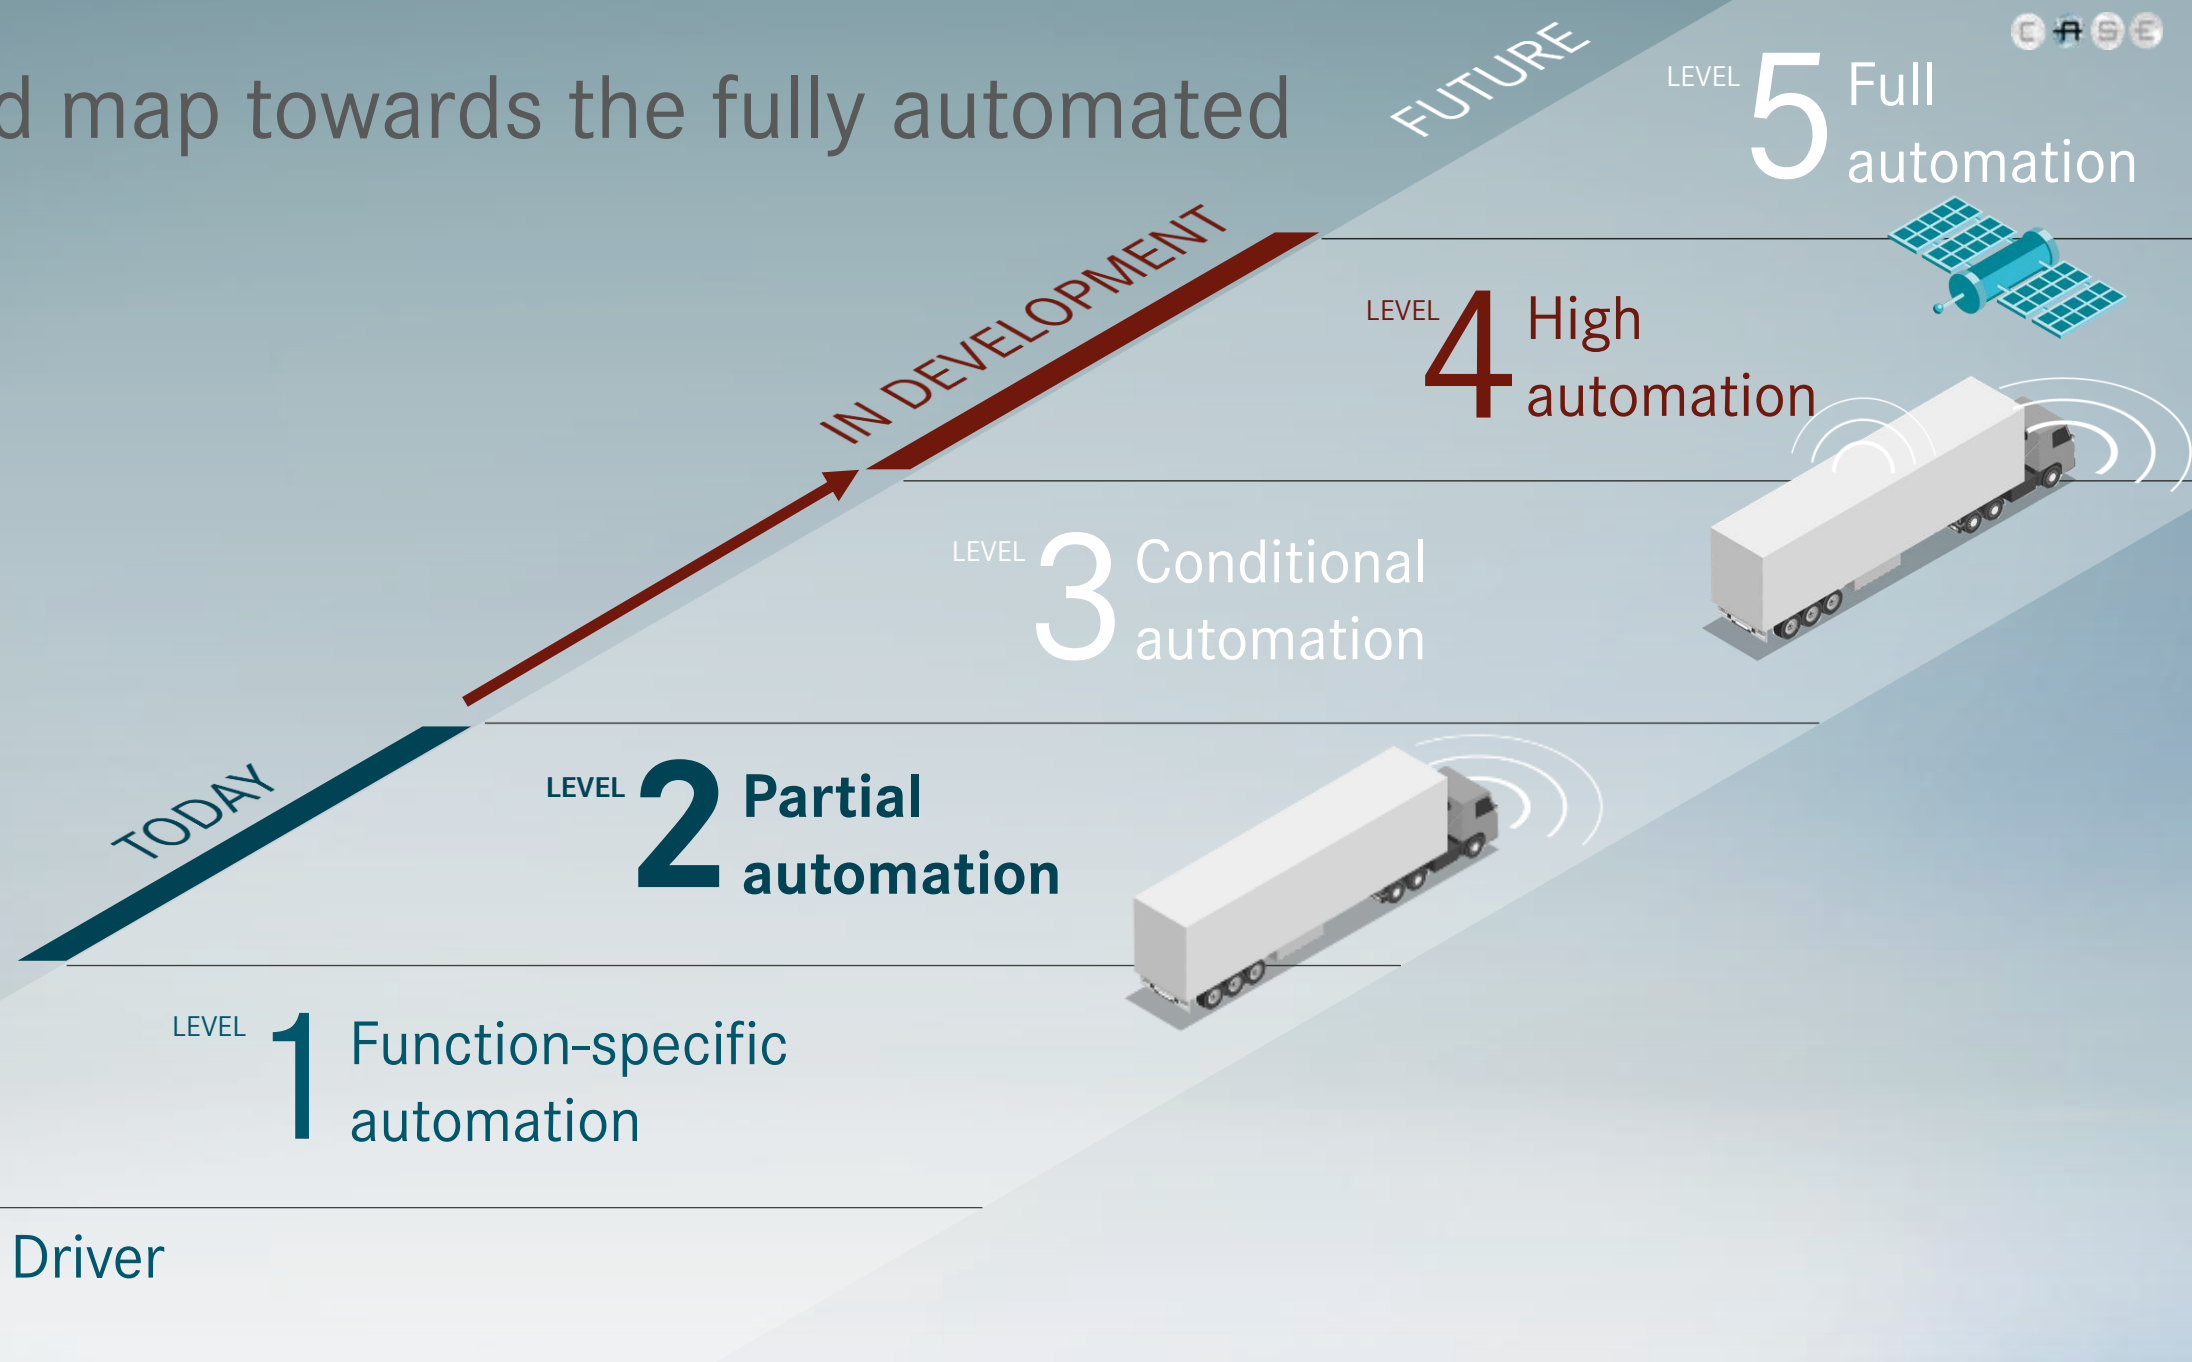 C A S E
d map towards the fully automated
FUTURE
LEVEL 5 Full
automation
IN DEVELOPMENT
LEVEL 4 High
automation
LEVEL 3 Conditional
automation
TODAY
LEVEL 2 Partial
automation
LEVEL 1 Function-specific
automation
Driver